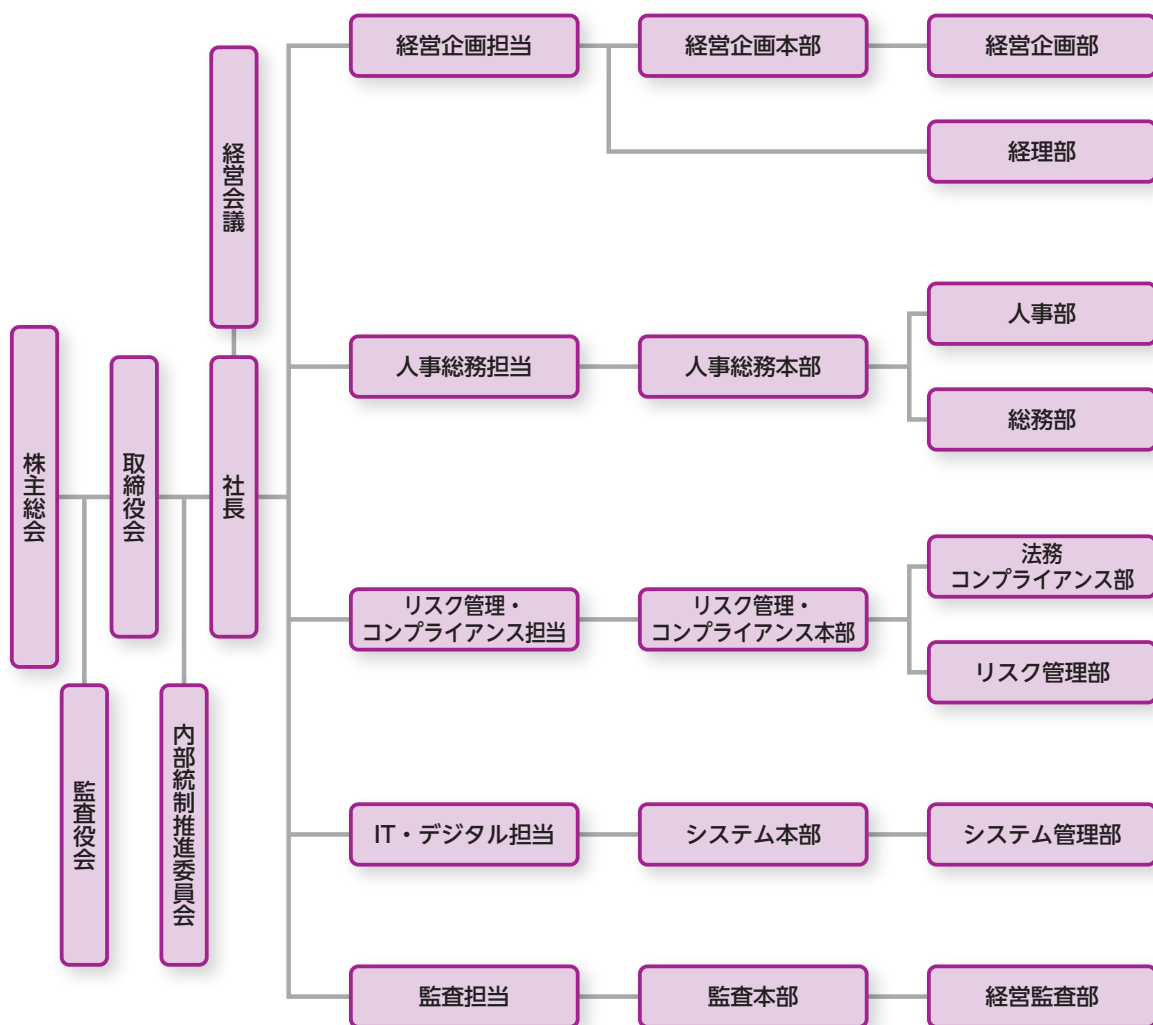 株主総会
監査役会
取締役会
内部統制推進委員会
経営会議
社長
経営企画担当
経営企画本部
経営企画部
経理部
人事総務担当
人事総務本部
人事部
総務部
リスク管理・
コンプライアンス担当
リスク管理・
コンプライアンス本部
法務
コンプライアンス部
リスク管理部
IT・デジタル担当
システム本部
システム管理部
監査担当
監査本部
経営監査部